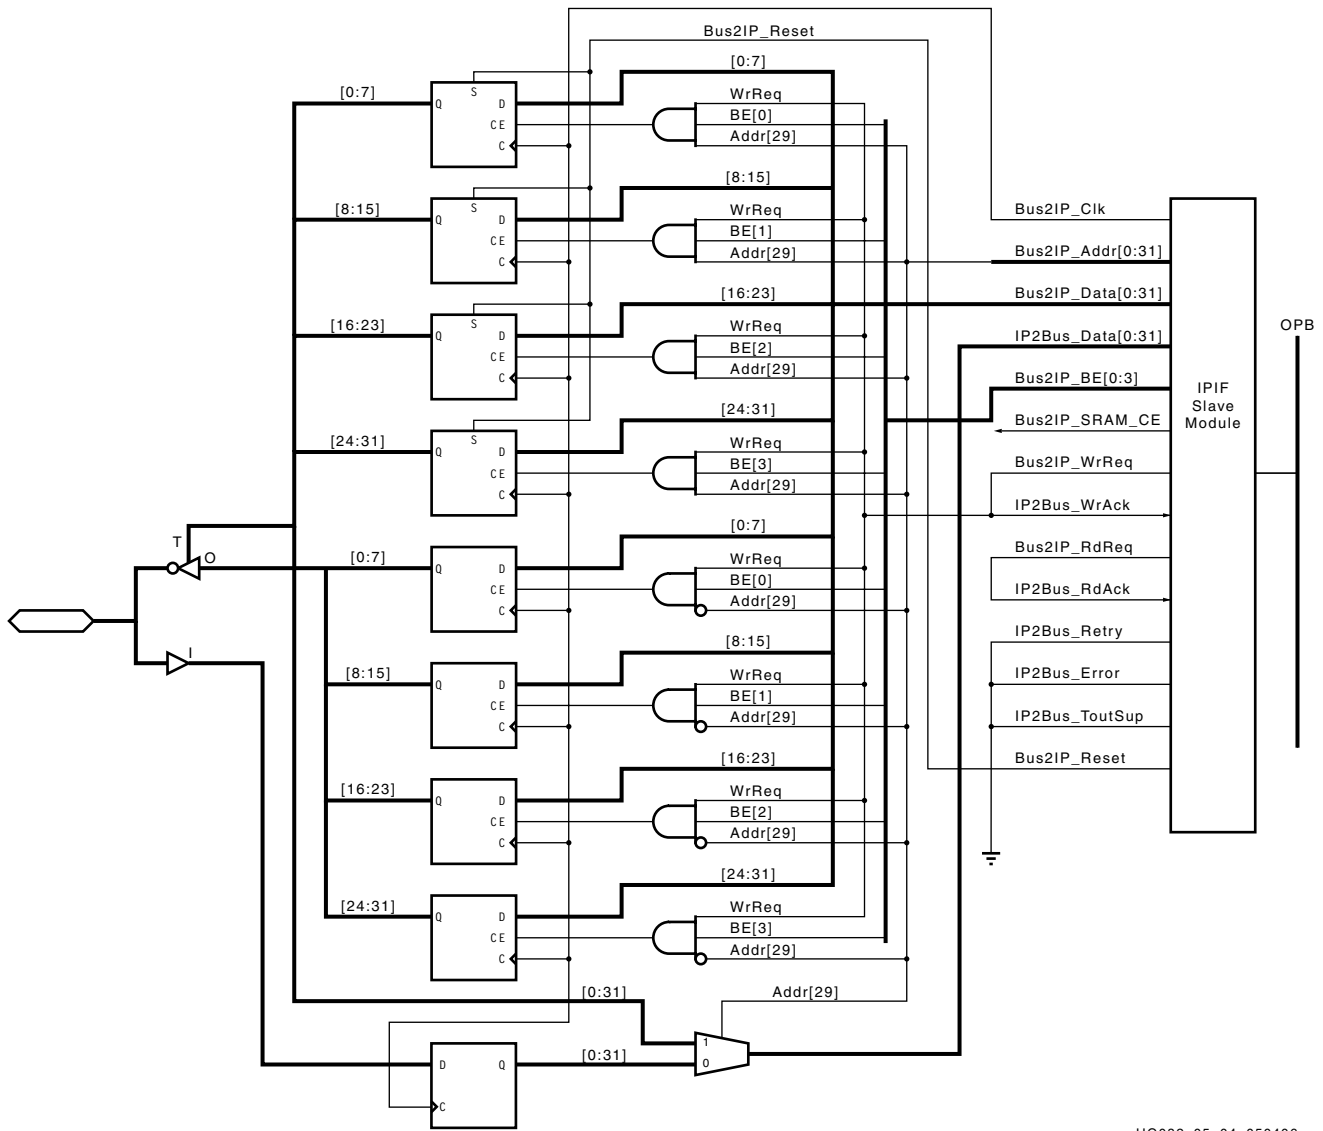 Bus2IP_Reset
[0:7]
[0:7]
S
Q
D
CE
C
WrReq
BE[0]
Addr[29]
[8:15]
[8:15]
S
Q
D
CE
C
WrReq
BE[1]
Addr[29]
[16:23]
[16:23]
S
Q
D
CE
C
WrReq
BE[2]
Addr[29]
[24:31]
[24:31]
S
Q
D
CE
C
WrReq
BE[3]
Addr[29]
T
O
I
[0:7]
[0:7]
Q
D
CE
C
WrReq
BE[0]
Addr[29]
[8:15]
[8:15]
Q
D
CE
C
WrReq
BE[1]
Addr[29]
[16:23]
[16:23]
Q
D
CE
C
WrReq
BE[2]
Addr[29]
[24:31]
[24:31]
Q
D
CE
C
WrReq
BE[3]
Addr[29]
[0:31]
Addr[29]
1
0
[0:31]
D
Q
C
Bus2IP_Clk
Bus2IP_Addr[0:31]
Bus2IP_Data[0:31]
IP2Bus_Data[0:31]
Bus2IP_BE[0:3]
Bus2IP_SRAM_CE
Bus2IP_WrReq
IP2Bus_WrAck
Bus2IP_RdReq
IP2Bus_RdAck
IP2Bus_Retry
IP2Bus_Error
IP2Bus_ToutSup
Bus2IP_Reset
IPIF
Slave
Module
OPB